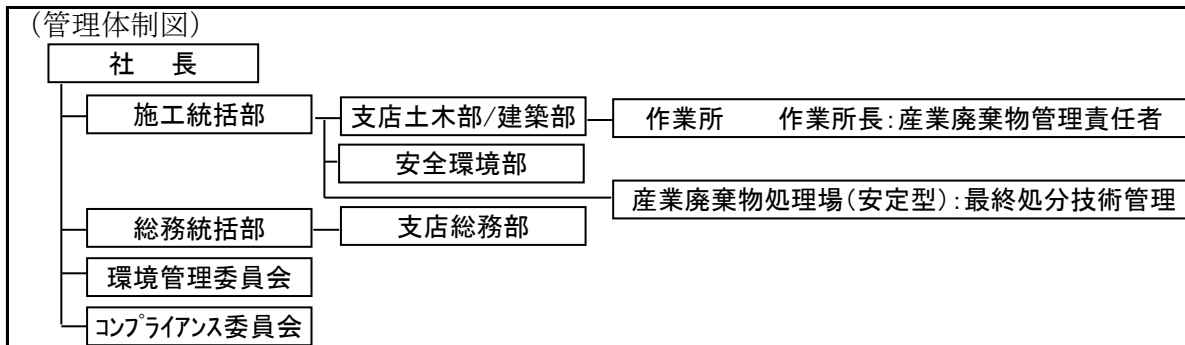 （管理体制図）
社　長
施工統括部　支店土木部/建築部　作業所　　作業所長：産業廃棄物管理責任者
安全環境部
産業廃棄物処理場（安定型）：最終処分技術管理
総務統括部　支店総務部
環境管理委員会
ｺﾝﾌﾟﾗｲｱﾝｽ委員会